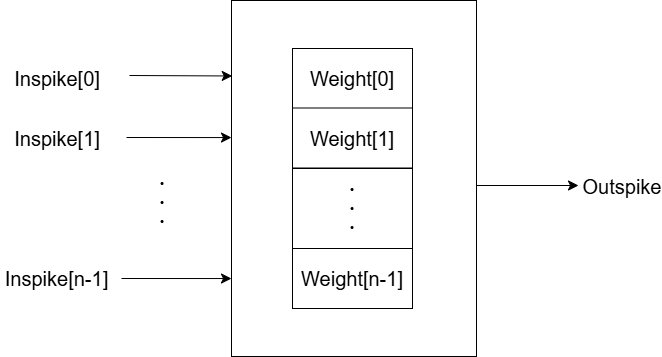 Inspike[0]
Weight[0]
Inspike[1]
Weight[1]
Outspike
Inspike[n-1]
Weight[n-1]